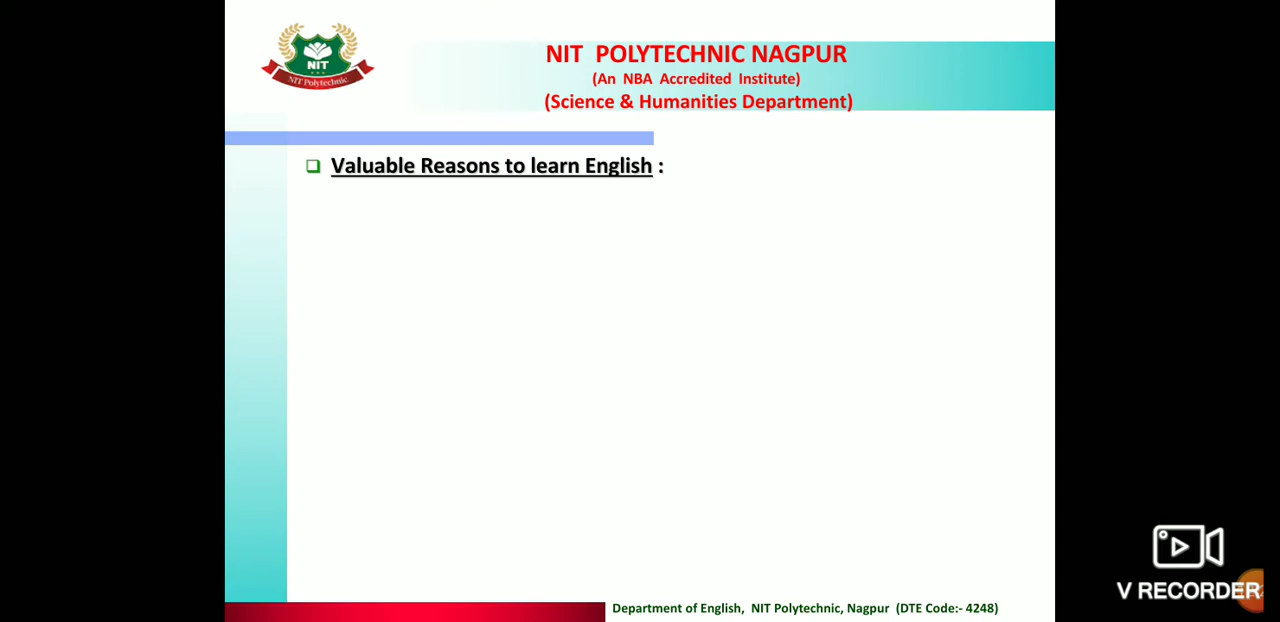 NIT
NIT Polytechnic
NIT POLYTECHNIC NAGPUR
(An NBA Accredited Institute)
(Science & Humanities Department)
Valuable Reasons to learn English :
V RECORDER
Department of English, NIT Polytechnic, Nagpur (DTE Code:- 4248)